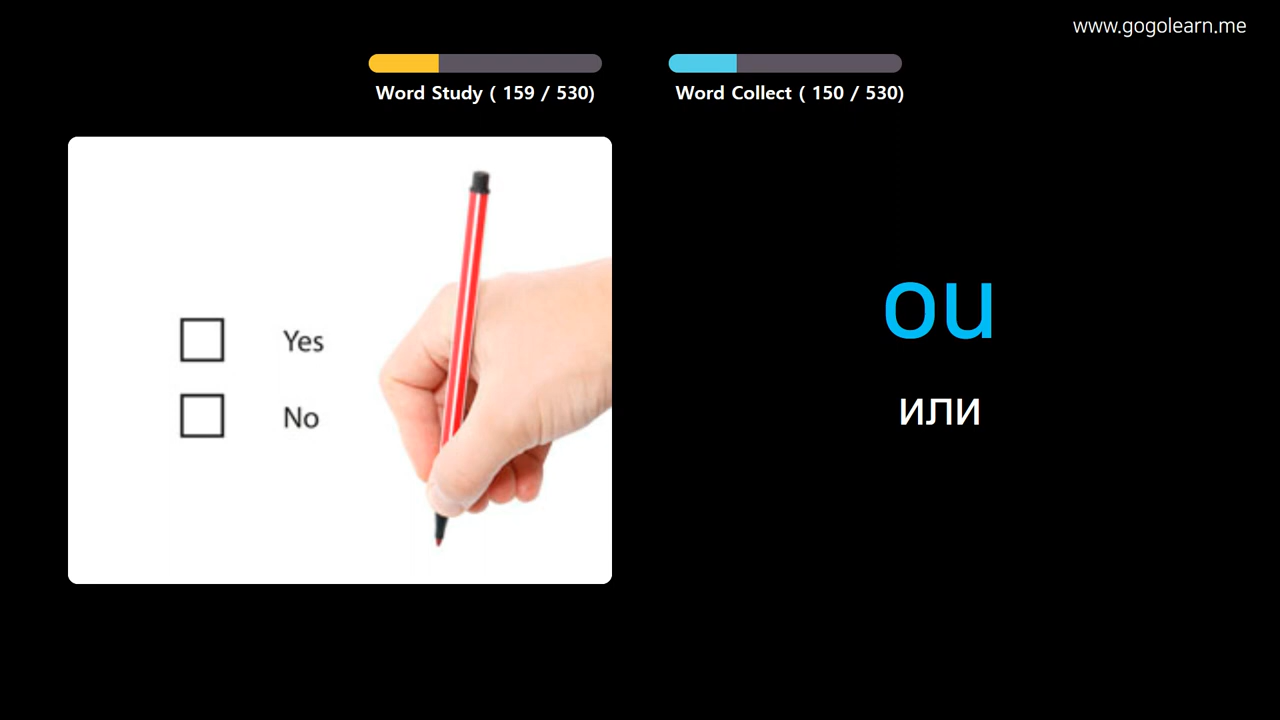 www.gogolearn.me
Word Study ( 159 / 530)
Word Collect ( 150 / 530)
Yes
No
ou
или